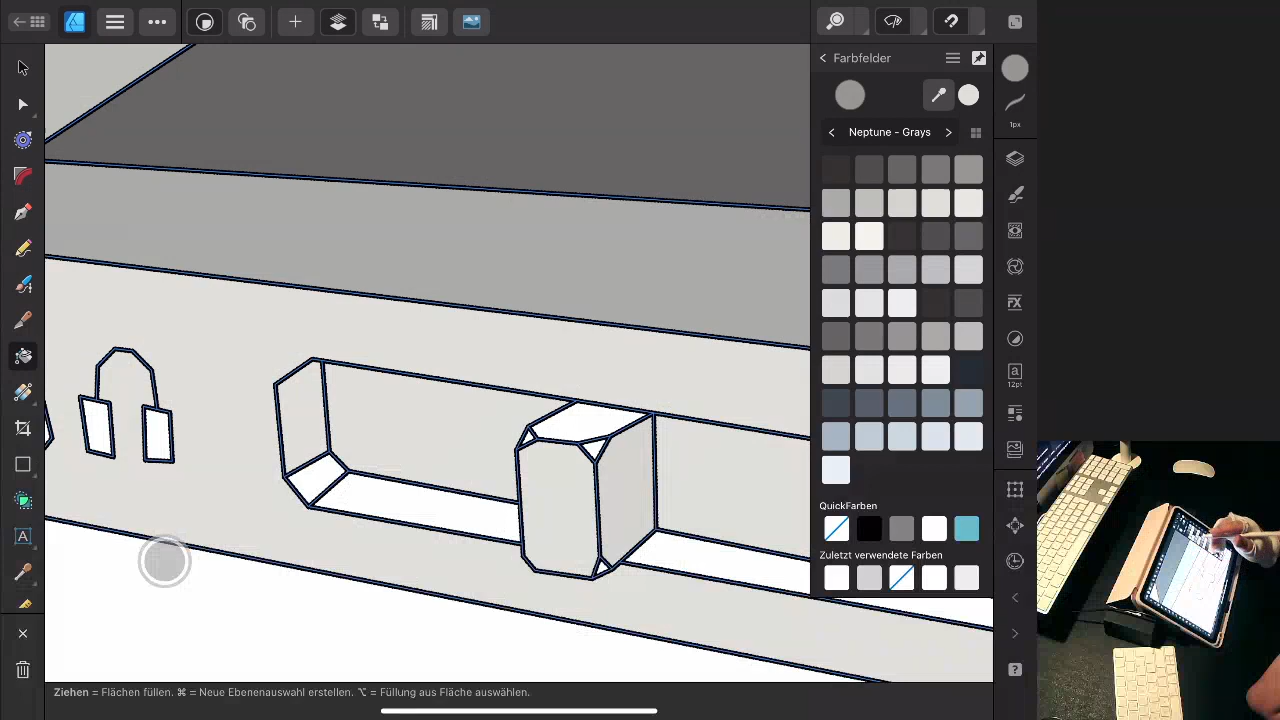 Farbfelder
Neptune - Grays
1px
12pt
a
FX
A
QuickFarben
Zuletzt verwendete Farben
?
Ziehen = Flächen füllen. ⌘ = Neue Ebenenauswahl erstellen. ⌥ = Füllung aus Fläche auswählen.